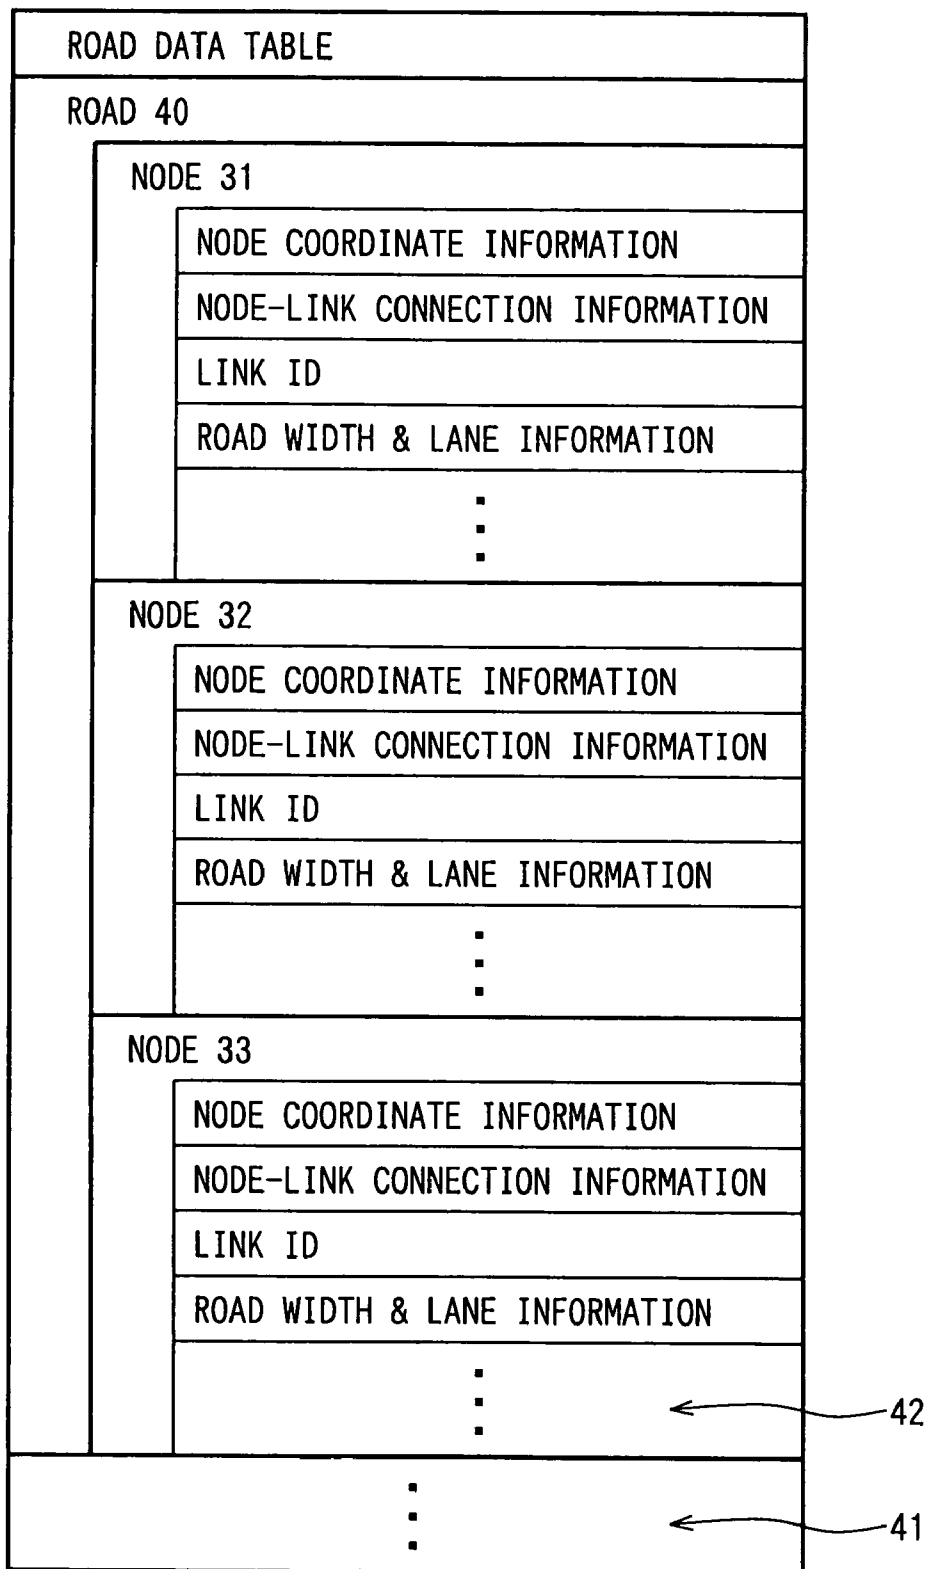 ROAD DATA TABLE
ROAD 40
NODE 31
NODE COORDINATE INFORMATION
NODE-LINK CONNECTION INFORMATION
LINK ID
ROAD WIDTH & LANE INFORMATION
NODE 32
NODE COORDINATE INFORMATION
NODE-LINK CONNECTION INFORMATION
LINK ID
ROAD WIDTH & LANE INFORMATION
NODE 33
NODE COORDINATE INFORMATION
NODE-LINK CONNECTION INFORMATION
LINK ID
ROAD WIDTH & LANE INFORMATION
42
41